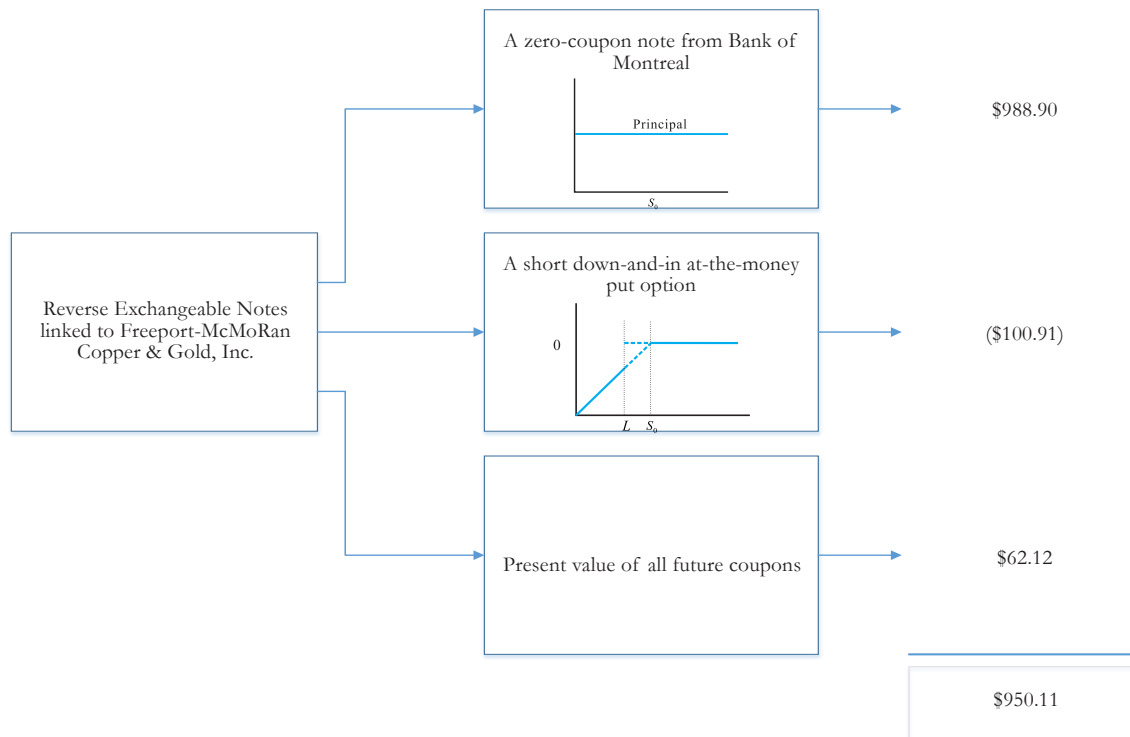 A zero-coupon note from Bank of
Montreal
Principal
S₀
$988.90
Reverse Exchangeable Notes
linked to Freeport-McMoRan
Copper & Gold, Inc.
A short down-and-in at-the-money
put option
0
L S₀
($100.91)
Present value of all future coupons
$62.12
$950.11